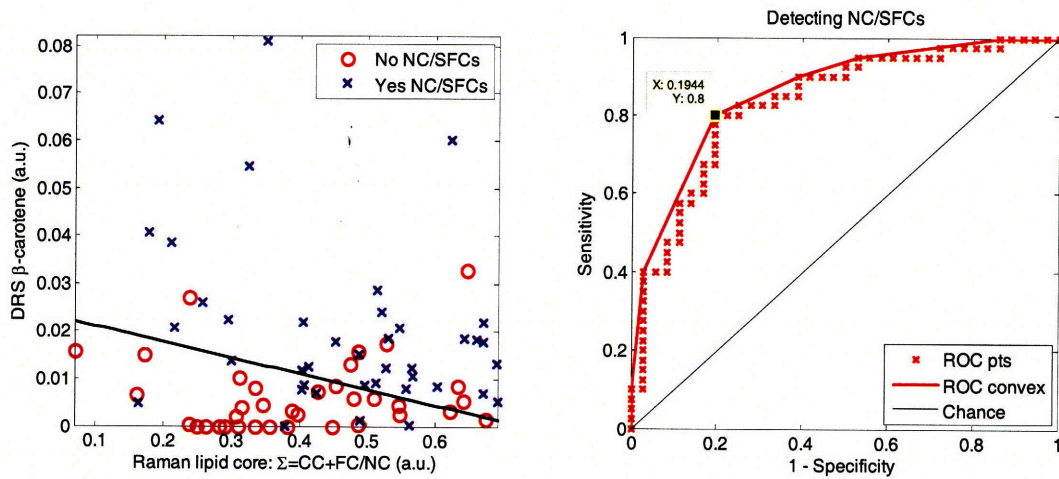 0.08
0.07
0.06
0.05
0.04
0.03
0.02
0.01
0
DRS β-carotene (a.u.)
No NC/SFCs
Yes NC/SFCs
0.1
0.2
0.3
0.4
0.5
0.6
Raman lipid core: Σ=CC+FC/NC (a.u.)
Detecting NC/SFCs
1
0.8
0.6
0.4
0.2
0
Sensitivity
X: 0.1944
Y: 0.8
ROC pts
ROC convex
Chance
0
0.2
0.4
0.6
0.8
1
1 - Specificity